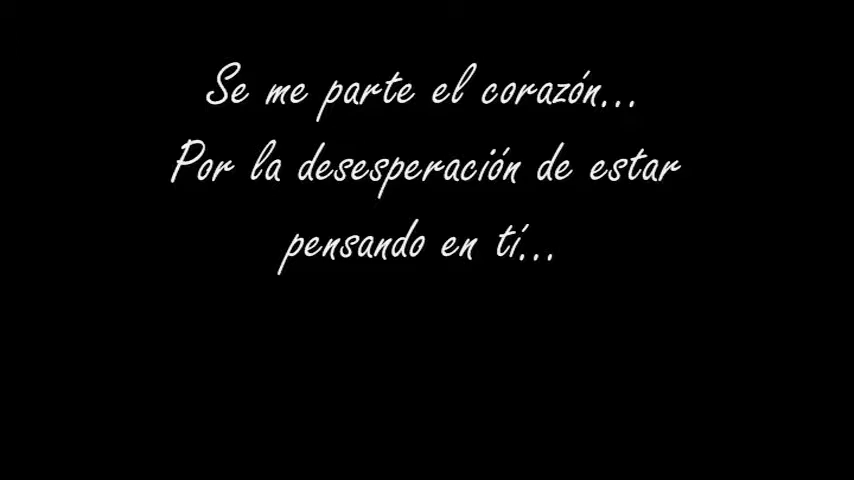 Se me parte el corazón...
Por la desesperación de estar
pensando en tí...